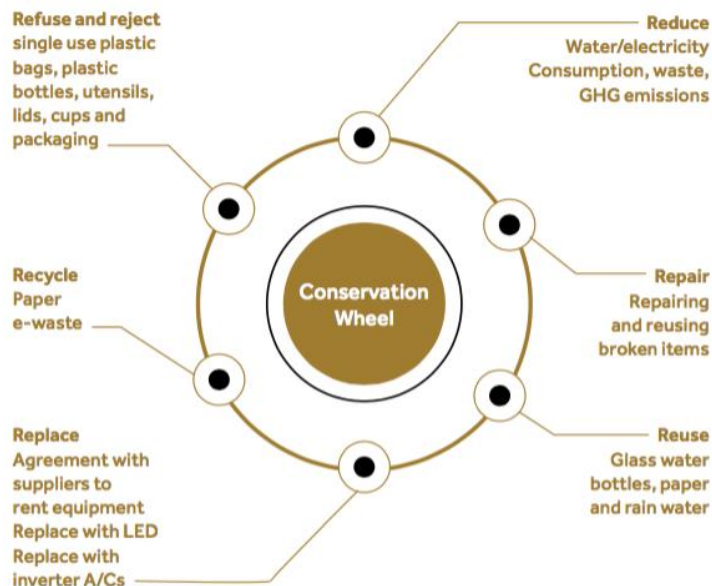 Refuse and reject
single use plastic
bags, plastic
bottles, utensils,
lids, cups and
packaging
Reduce
Water/electricity
Consumption, waste,
GHG emissions
Conservation
Wheel
Recycle
Paper
e-waste
Repair
Repairing
and reusing
broken items
Replace
Agreement with
suppliers to
rent equipment
Replace with LED
Replace with
inverter A/Cs
Reuse
Glass water
bottles, paper
and rain water